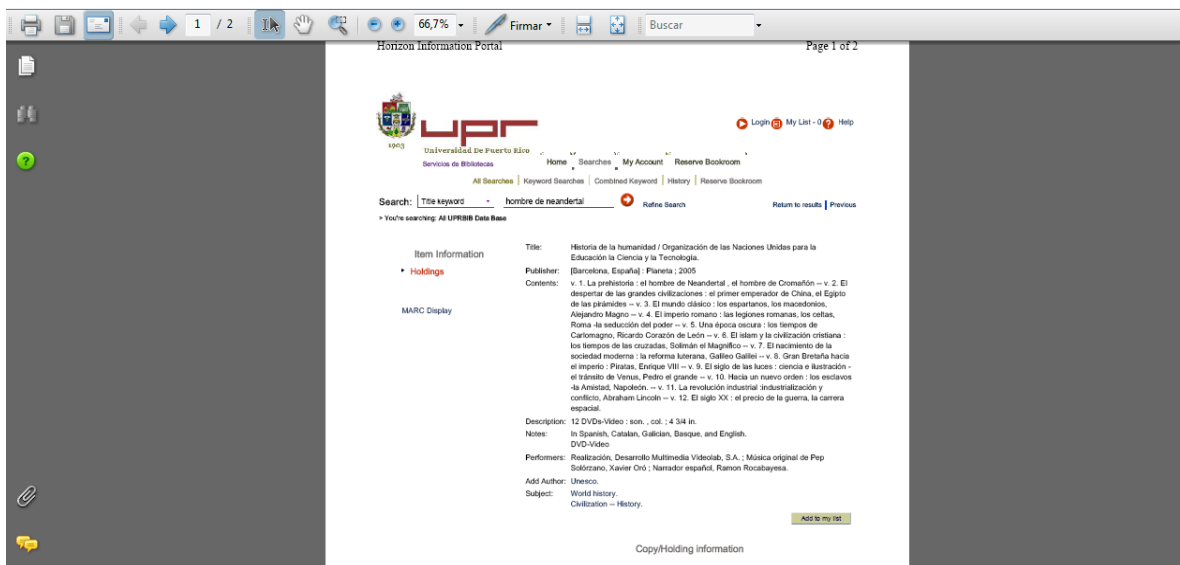 1 / 2 66,7% Firmar Buscar
Horizon Information Portal Page 1 of 2
upr
1903
Universidad De Puerto Rico
Servicios de Bibliotecas
Login My List - 0 Help
Home Searches My Account Reserve Bookroom
All Searches Keyword Searches Combined Keyword History Reserve Bookroom
Search: Title keyword hombre de neandertal Refine Search Return to results Previous
> You're searching: All UPRBIB Data Base
Item Information
Holdings
MARC Display
Title: Historia de la humanidad / Organización de las Naciones Unidas para la
Educación la Ciencia y la Tecnología.
Publisher: [Barcelona, España] : Planeta ; 2005
Contents: v. 1. La prehistoria : el hombre de Neandertal , el hombre de Cromañón -- v. 2. El
despertar de las grandes civilizaciones : el primer emperador de China, el Egipto
de las pirámides -- v. 3. El mundo clásico : los espartanos, los macedonios,
Alejandro Magno -- v. 4. El imperio romano : las legiones romanas, los celtas,
Roma -la seducción del poder -- v. 5. Una época oscura : los tiempos de
Carlomagno, Ricardo Corazón de León -- v. 6. El islam y la civilización cristiana :
los tiempos de las cruzadas, Solimán el Magnífico -- v. 7. El nacimiento de la
sociedad moderna : la reforma luterana, Galileo Galilei -- v. 8. Gran Bretaña hacia
el imperio : Piratas, Enrique VIII -- v. 9. El siglo de las luces : ciencia e ilustración -
el tránsito de Venus, Pedro el grande -- v. 10. Hacia un nuevo orden : los esclavos
-la Amistad, Napoleón. -- v. 11. La revolución industrial :industrialización y
conflicto, Abraham Lincoln -- v. 12. El siglo XX : el precio de la guerra, la carrera
espacial.
Description: 12 DVDs-Video : son. , col. ; 4 3/4 in.
Notes: In Spanish, Catalan, Galician, Basque, and English.
DVD-Video
Performers: Realización, Desarrollo Multimedia Videolab, S.A. ; Música original de Pep
Solórzano, Xavier Oró ; Narrador español, Ramon Rocabayesa.
Add Author: Unesco.
Subject: World history.
Civilization -- History.
Add to my list
Copy/Holding information